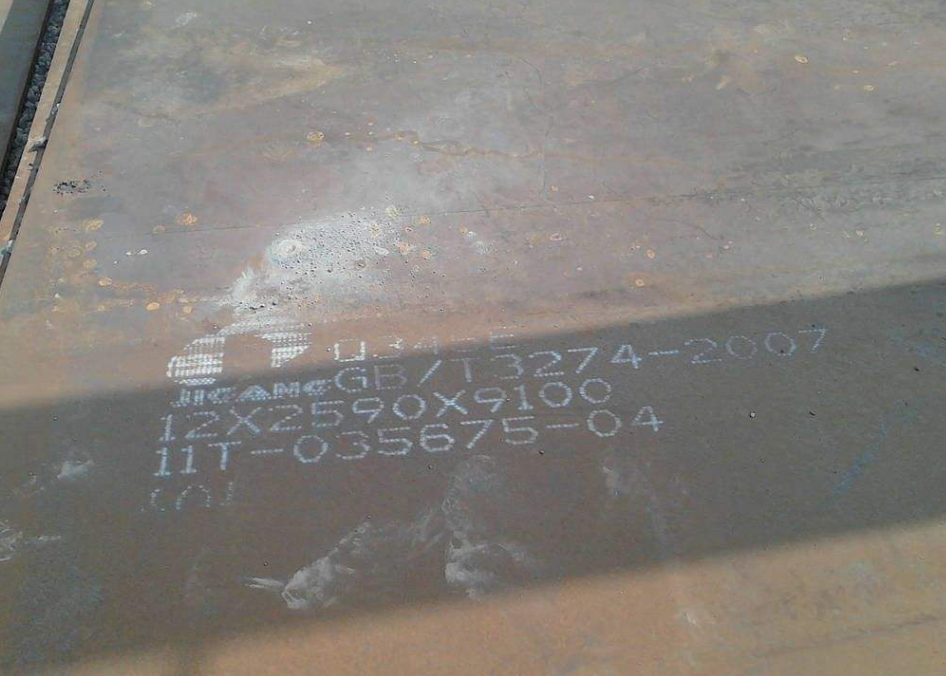 JIGANG GB/T3274-2007
12X2590X9100
11T-035675-04